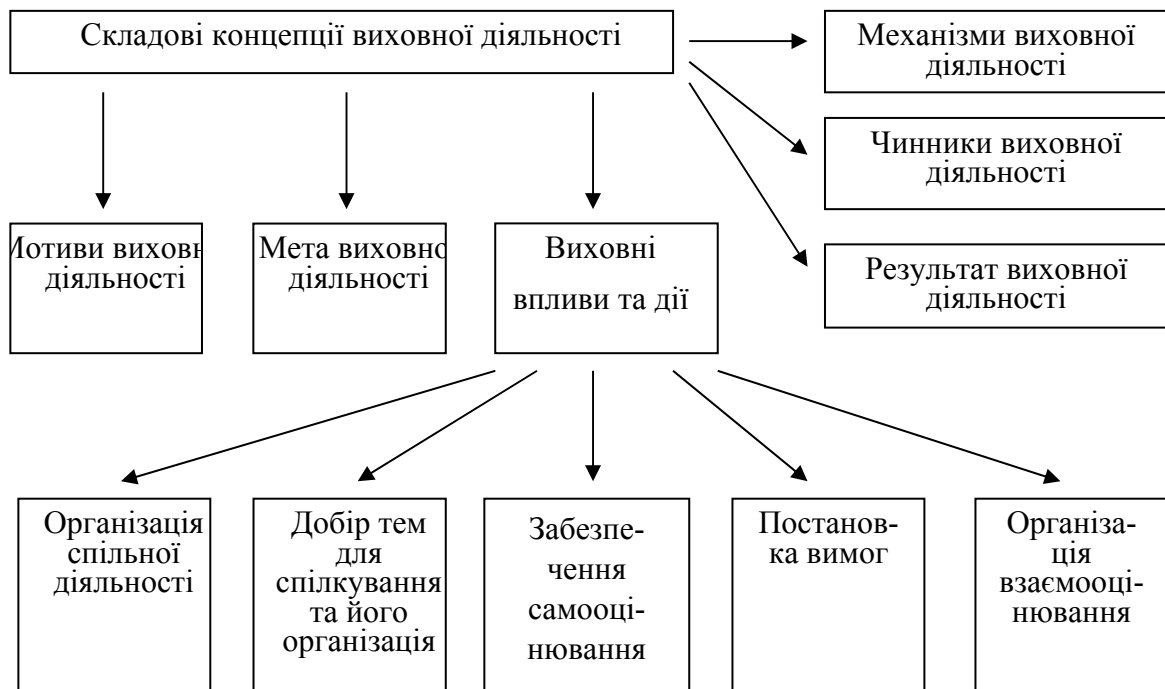 Складові концепції виховної діяльності
Механізми виховної
діяльності
Чинники виховної
діяльності
Результат виховної
діяльності
Мотиви виховн
діяльності
Мета виховно
діяльності
Виховні
впливи та дії
Організація
спільної
діяльності
Добір тем
для
спілкування
та його
організація
Забезпе-
чення
самооці-
нювання
Постанов-
ка вимог
Організа-
ція
взаємооці-
нювання